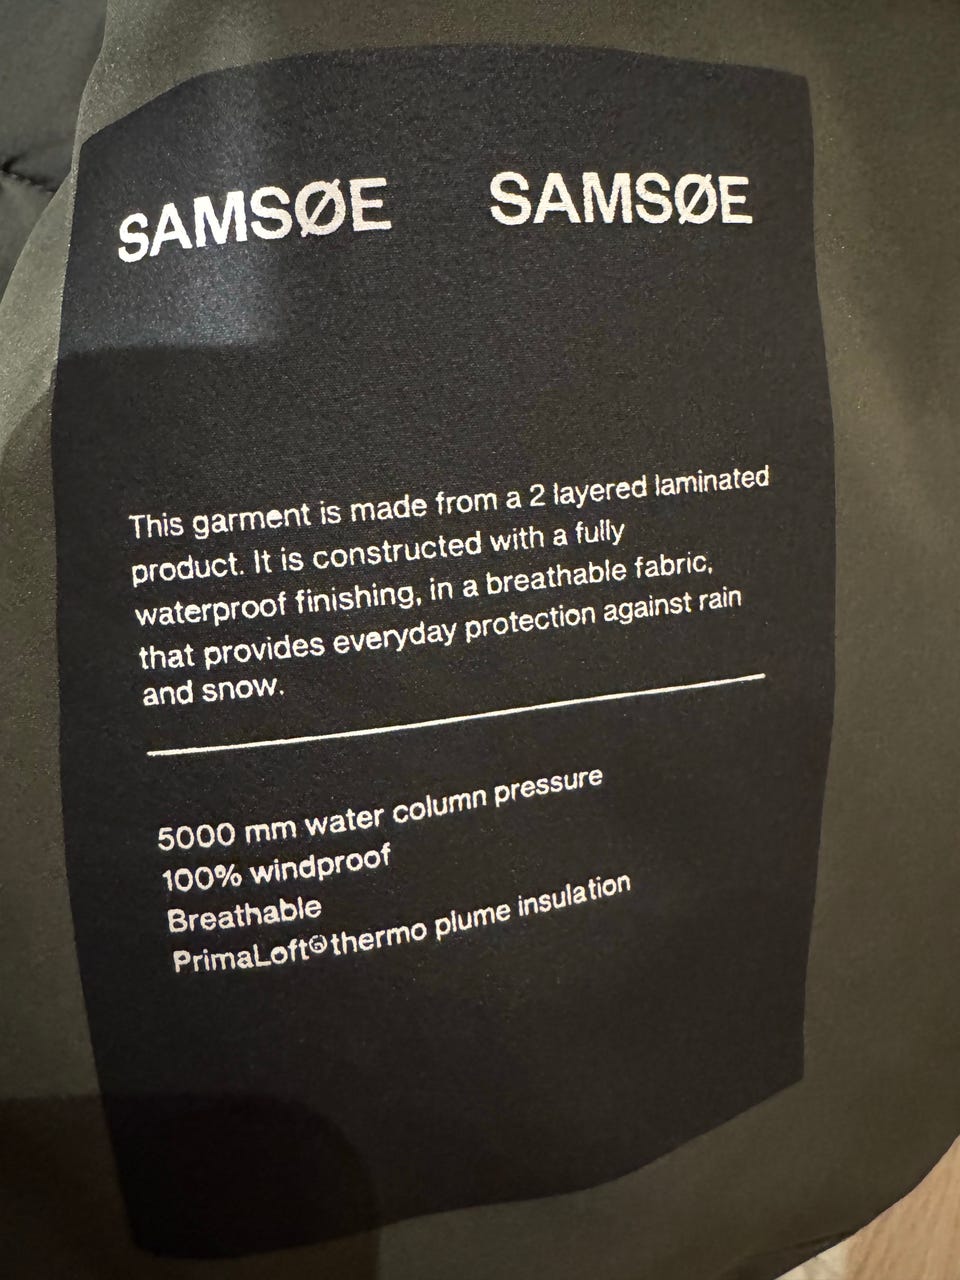 SAMSØE SAMSØE
This garment is made from a 2 layered laminated
product. It is constructed with a fully
waterproof finishing, in a breathable fabric,
that provides everyday protection against rain
and snow.
5000 mm water column pressure
100% windproof
Breathable
PrimaLoft® thermo plume insulation